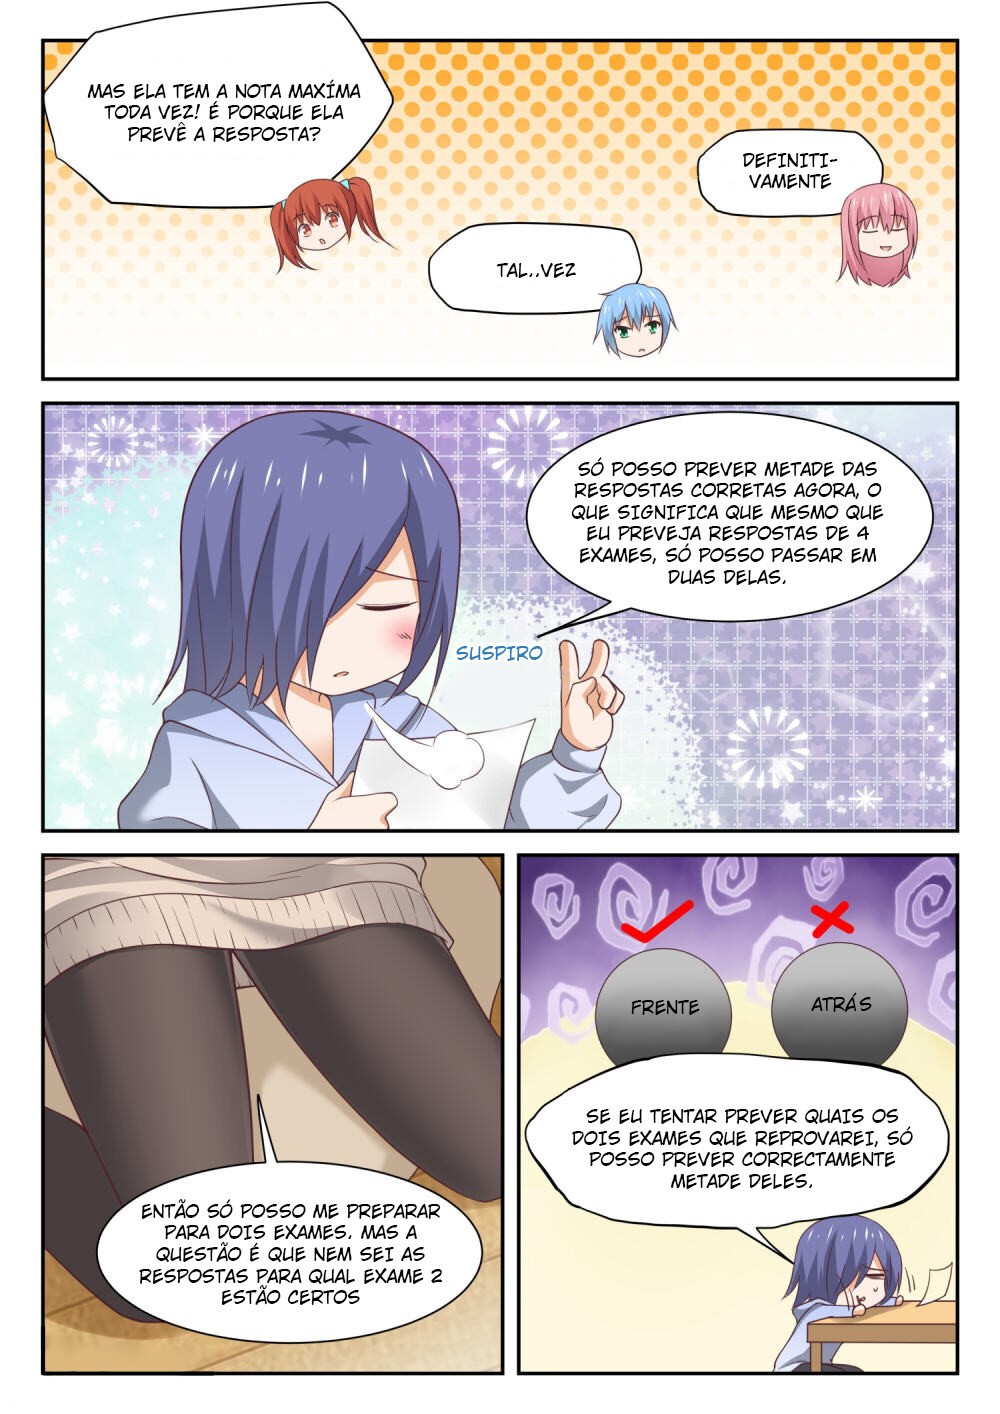 MAS ELA TEM A NOTA MAXÍMA
TODA VEZ! É PORQUE ELA
PREVÊ A RESPOSTA?
DEFINITI-
VAMENTE
TAL..VEZ
SÓ POSSO PREVER METADE DAS
RESPOSTAS CORRETAS AGORA, O
QUE SIGNIFICA QUE MESMO QUE
EU PREVEJA RESPOSTAS DE 4
EXAMES, SÓ POSSO PASSAR EM
DUAS DELAS.
SUSPIRO
ENTÃO SÓ POSSO ME PREPARAR
PARA DOIS EXAMES. MAS A
QUESTÃO É QUE NEM SEI AS
RESPOSTAS PARA QUAL EXAME 2
ESTÃO CERTOS
FRENTE
ATRÁS
SE EU TENTAR PREVER QUAIS OS
DOIS EXAMES QUE REPROVAREI, SÓ
POSSO PREVER CORRECTAMENTE
METADE DELES.